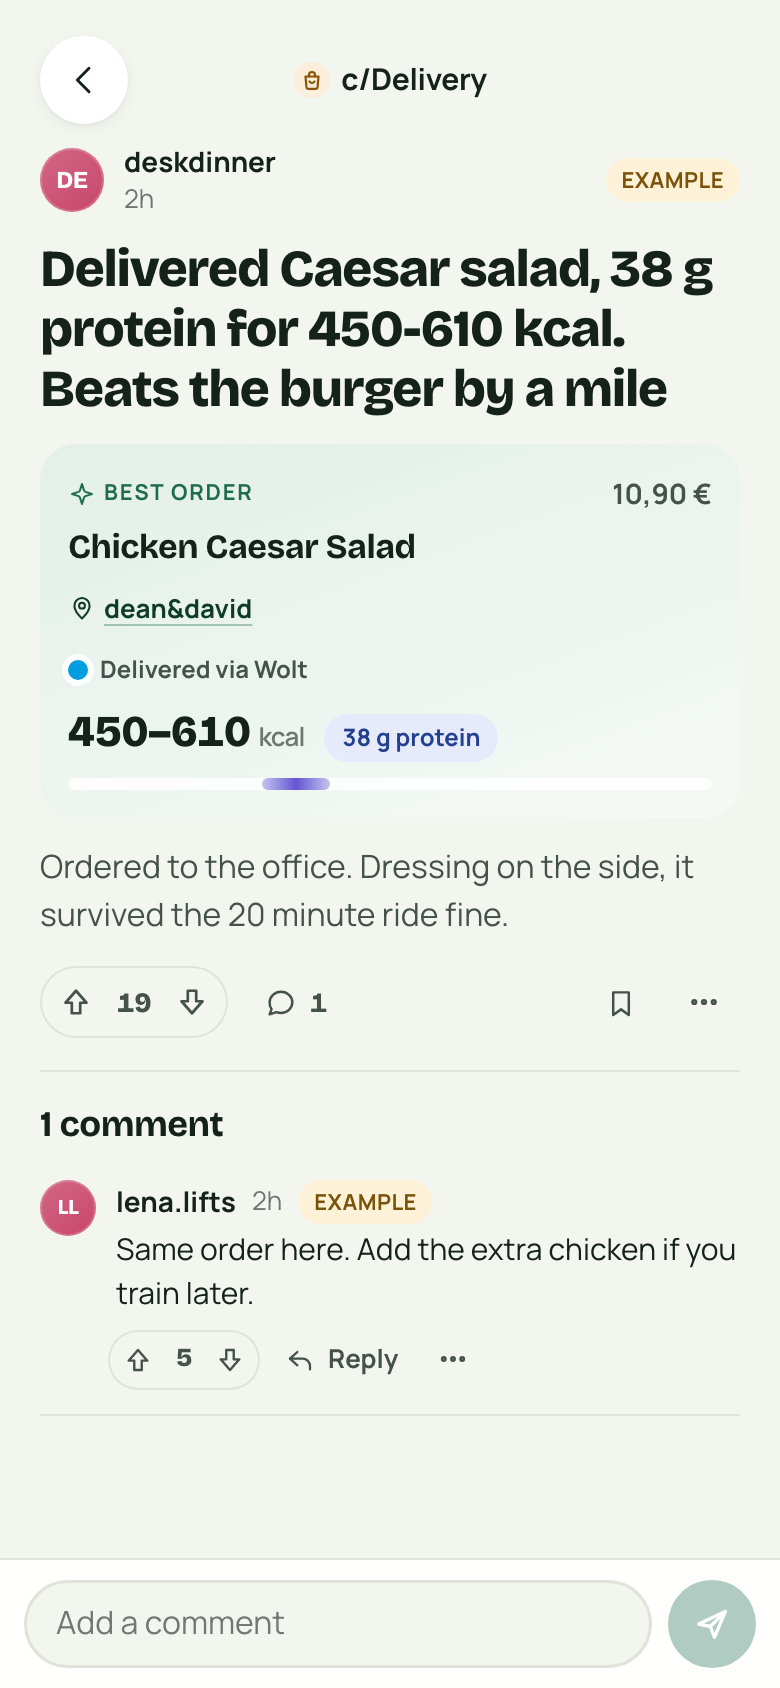 c/Delivery
DE
deskdinner
2h
EXAMPLE
Delivered Caesar salad, 38 g
protein for 450-610 kcal.
Beats the burger by a mile
BEST ORDER
10,90 €
Chicken Caesar Salad
dean&david
Delivered via Wolt
450–610 kcal
38 g protein
Ordered to the office. Dressing on the side, it
survived the 20 minute ride fine.
19
1
1 comment
LL
lena.lifts 2h EXAMPLE
Same order here. Add the extra chicken if you
train later.
5
Reply
Add a comment